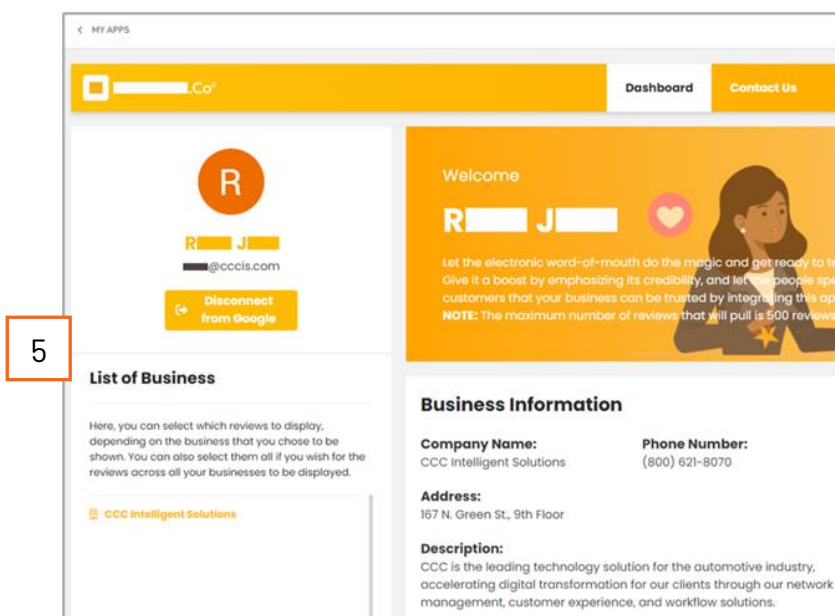 < MY APPS
.Co®
Dashboard
Contact Us
R
R J
@cccis.com
Disconnect
from Google
Welcome
R J
Let the electronic word-of-mouth do the magic and get ready to
Give it a boost by emphasizing its credibility, and let the people
customers that your business can be trusted by integrating this
NOTE: The maximum number of reviews that will pull is 500 reviews
5
List of Business
Here, you can select which reviews to display,
depending on the business that you chose to be
shown. You can also select them all if you wish for the
reviews across all your businesses to be displayed.
CCC Intelligent Solutions
Business Information
Company Name:
CCC Intelligent Solutions
Phone Number:
(800) 621-8070
Address:
167 N. Green St., 9th Floor
Description:
CCC is the leading technology solution for the automotive industry,
accelerating digital transformation for our clients through our network
management, customer experience, and workflow solutions.